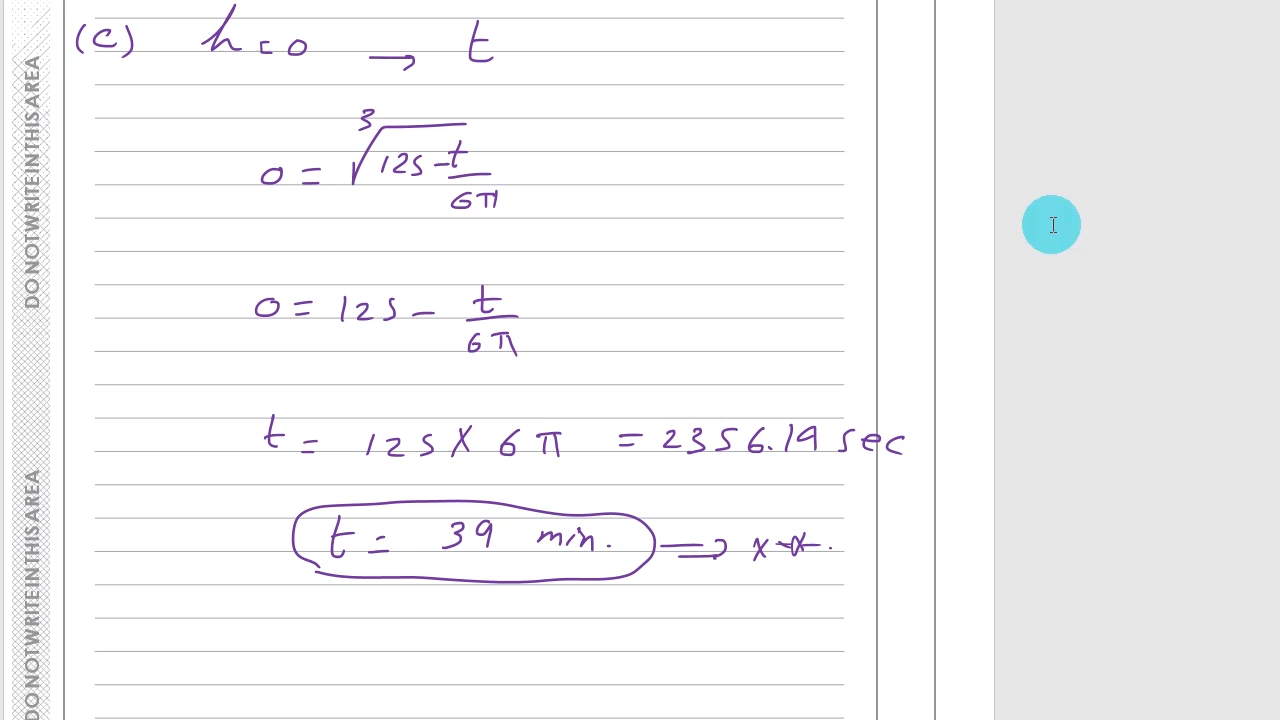 (c) h = 0 → t
0 = ∛(125 - t/6π)
0 = 125 - t/6π
t = 125 × 6 π = 2356.19 sec
t = 39 min. ⇒
DO NOT WRITE IN THIS AREA
DO NOT WRITE IN THIS AREA